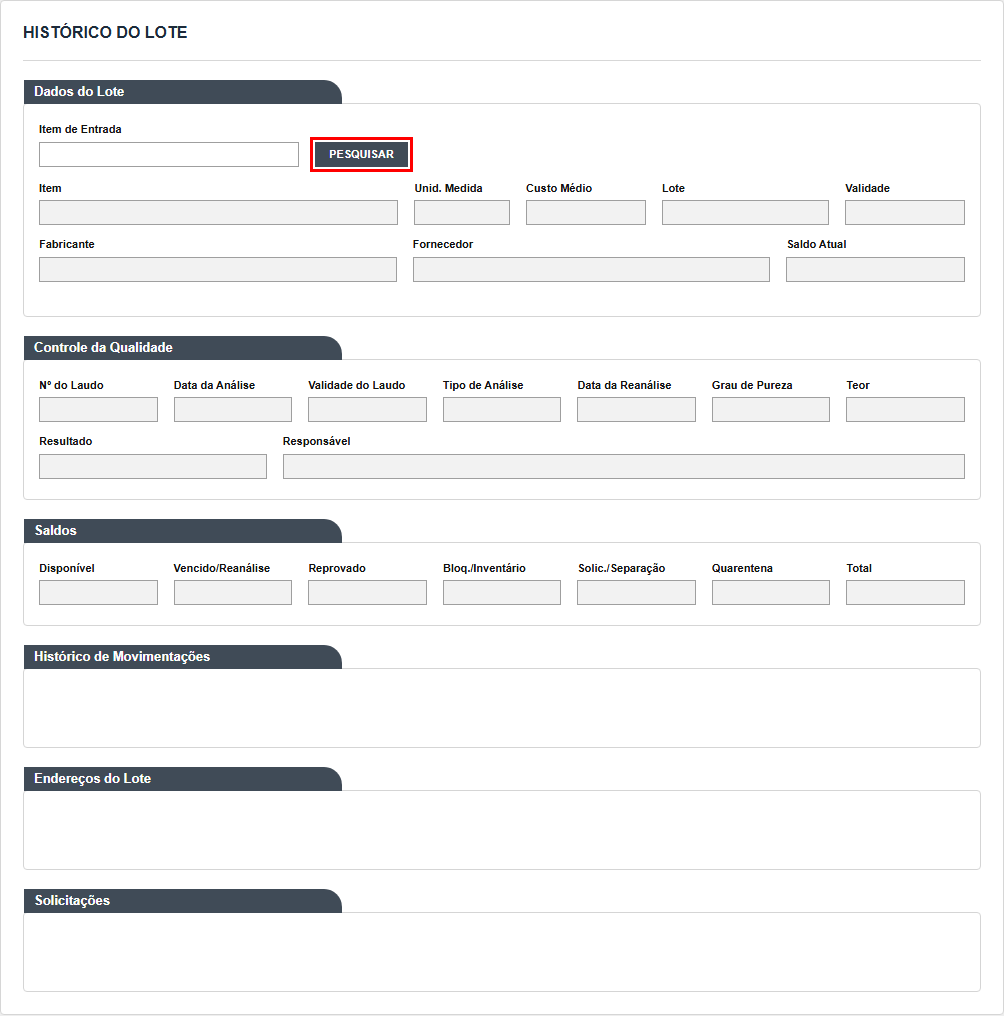 HISTÓRICO DO LOTE
Dados do Lote
Item de Entrada
PESQUISAR
Item Unid. Medida Custo Médio Lote Validade
Fabricante Fornecedor Saldo Atual
Controle da Qualidade
Nº do Laudo Data da Análise Validade do Laudo Tipo de Análise Data da Reanálise Grau de Pureza Teor
Resultado Responsável
Saldos
Disponível Vencido/Reanálise Reprovado Bloq./Inventário Solic./Separação Quarentena Total
Histórico de Movimentações
Endereços do Lote
Solicitações